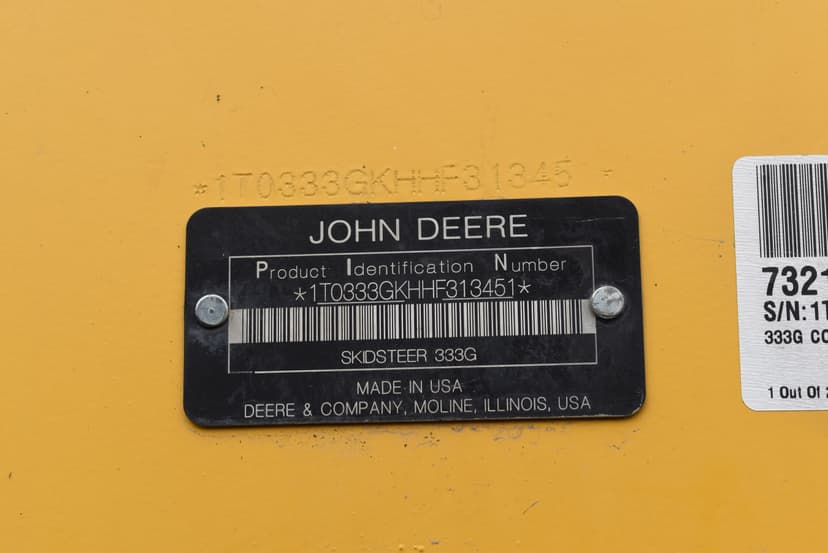 *1T0333GKHHF31345
JOHN DEERE
Product Identification Number
*1T0333GKHHF313451*
SKIDSTEER 333G
MADE IN USA
DEERE & COMPANY, MOLINE, ILLINOIS, USA
7321
S/N: 1T
333G CO
1 Out Of